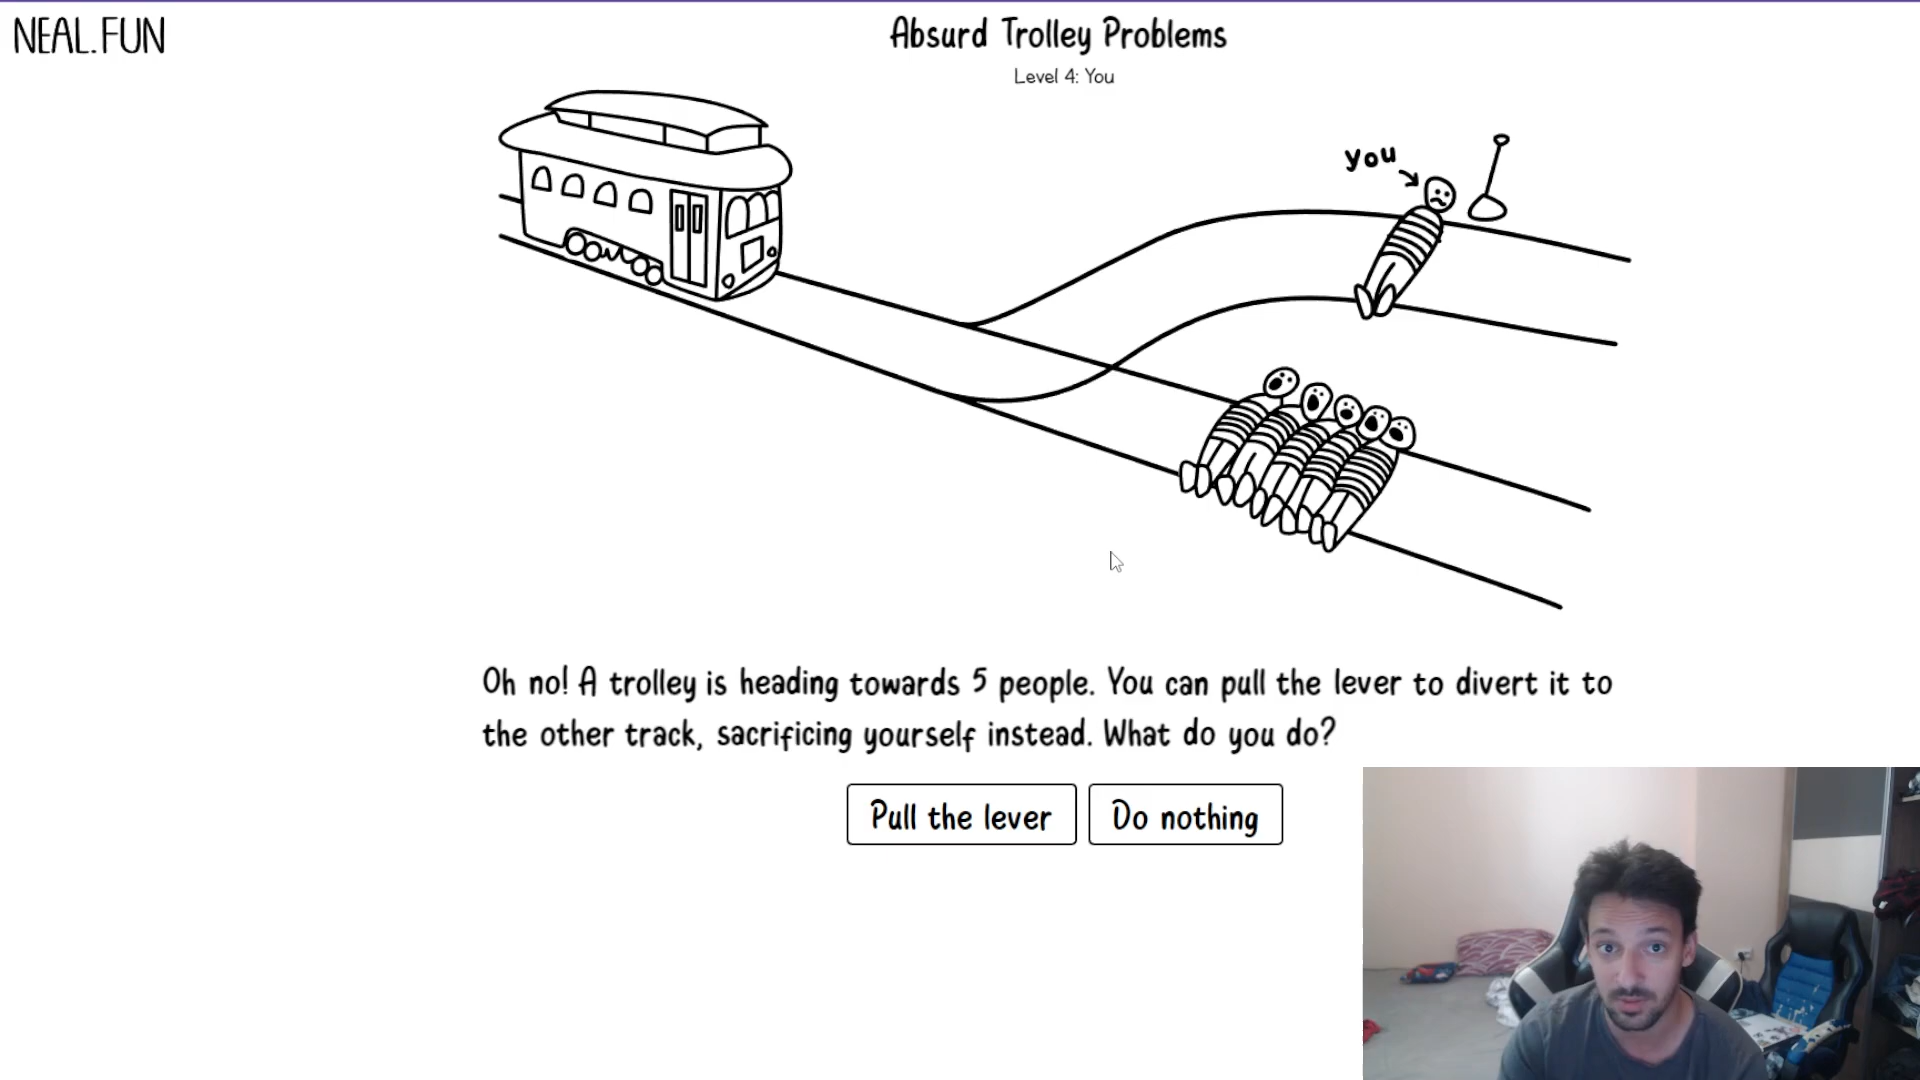 NEAL.FUN
Absurd Trolley Problems
Level 4: You
you
Oh no! A trolley is heading towards 5 people. You can pull the lever to divert it to
the other track, sacrificing yourself instead. What do you do?
Pull the lever
Do nothing